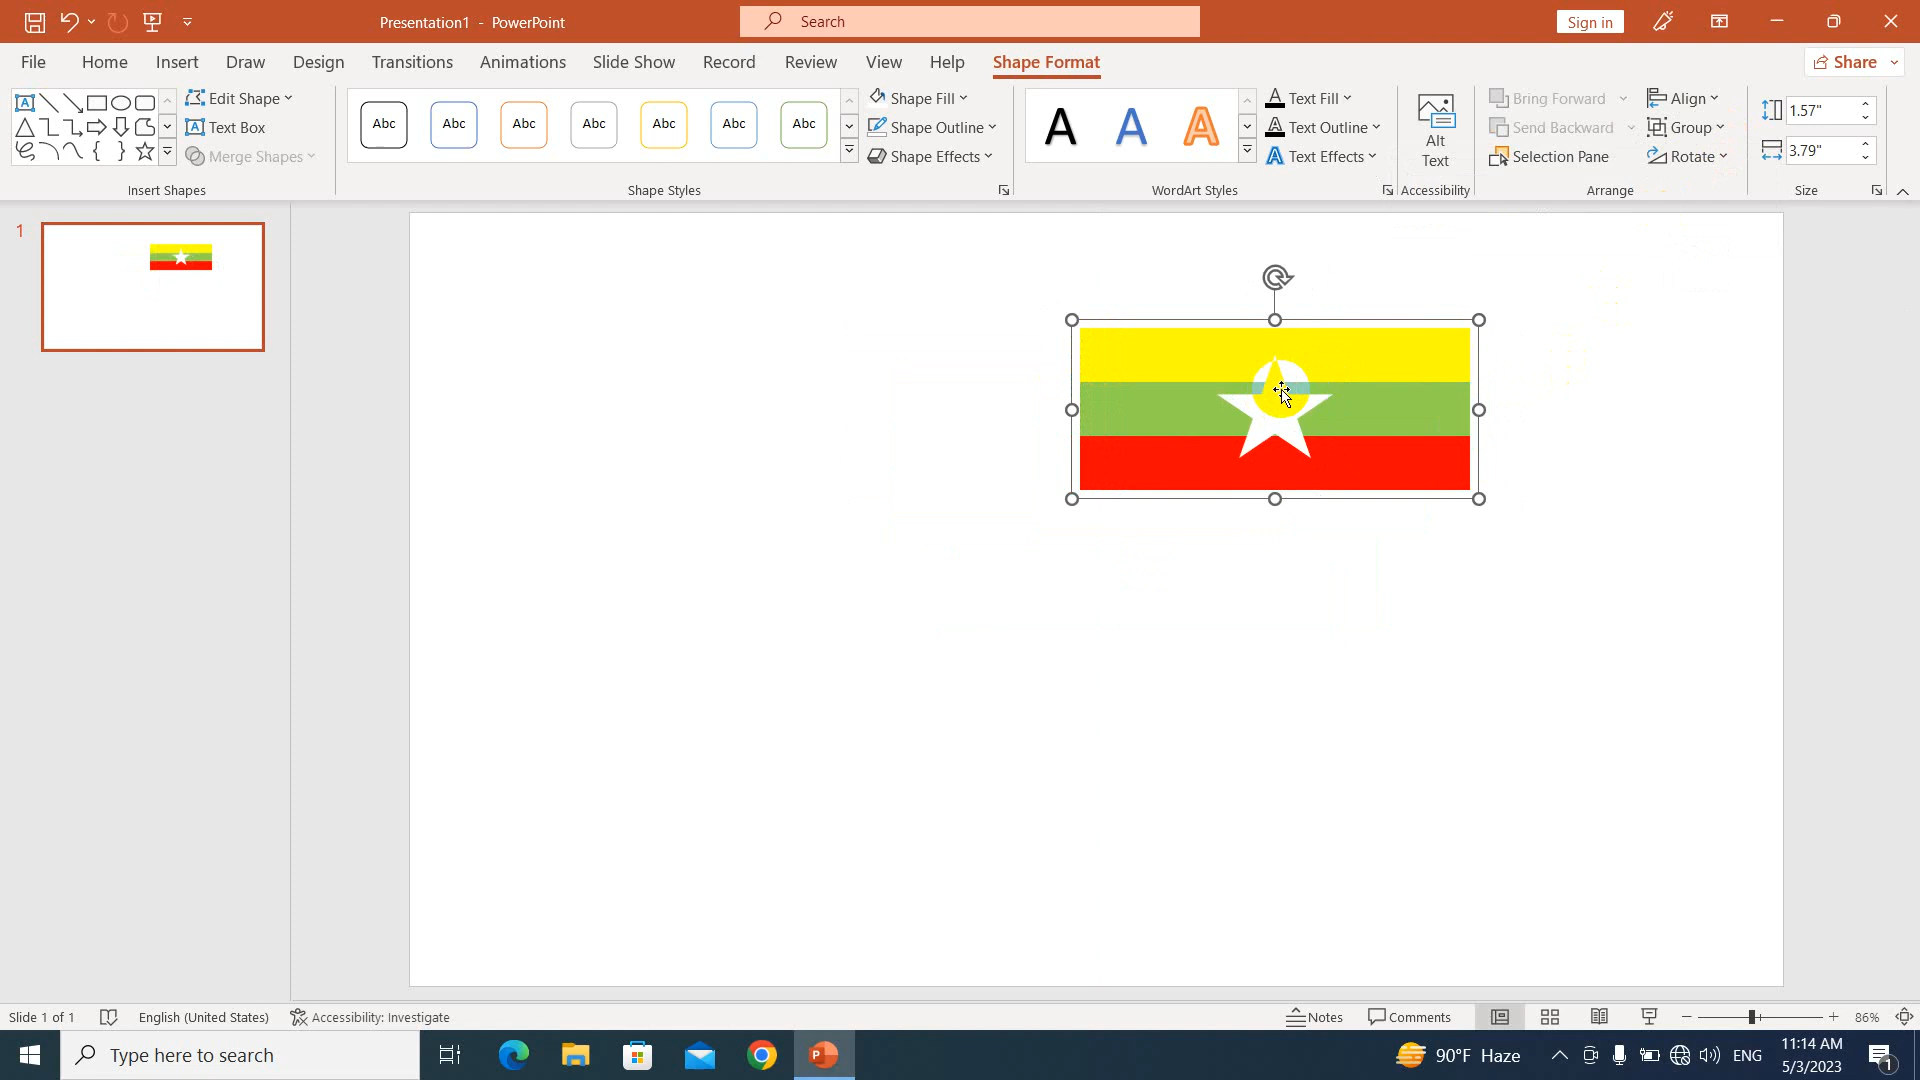 Presentation1 - PowerPoint
Search
Sign in
File Home Insert Draw Design Transitions Animations Slide Show Record Review View Help Shape Format
Share
Edit Shape
Text Box
Merge Shapes
Insert Shapes
Abc Abc Abc Abc Abc Abc Abc
Shape Styles
Shape Fill
Shape Outline
Shape Effects
A A A
WordArt Styles
Text Fill
Text Outline
Text Effects
Alt
Text
Accessibility
Bring Forward
Send Backward
Selection Pane
Align
Group
Rotate
Arrange
1.57"
3.79"
Size
1
Slide 1 of 1
English (United States)
Accessibility: Investigate
Notes
Comments
86%
Type here to search
90°F Haze
ENG
11:14 AM
5/3/2023
1